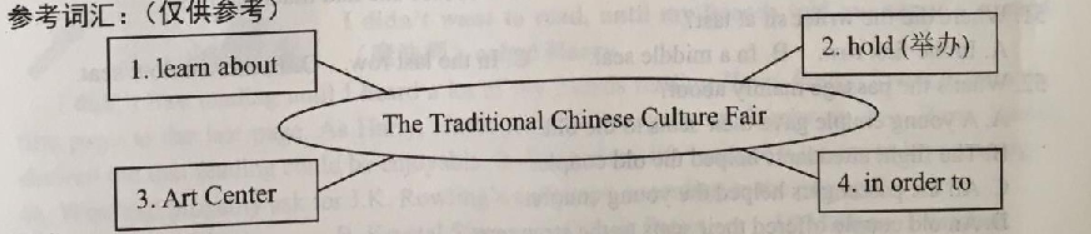 参考词汇：（仅供参考）
1. learn about
2. hold (举办)
The Traditional Chinese Culture Fair
3. Art Center
4. in order to